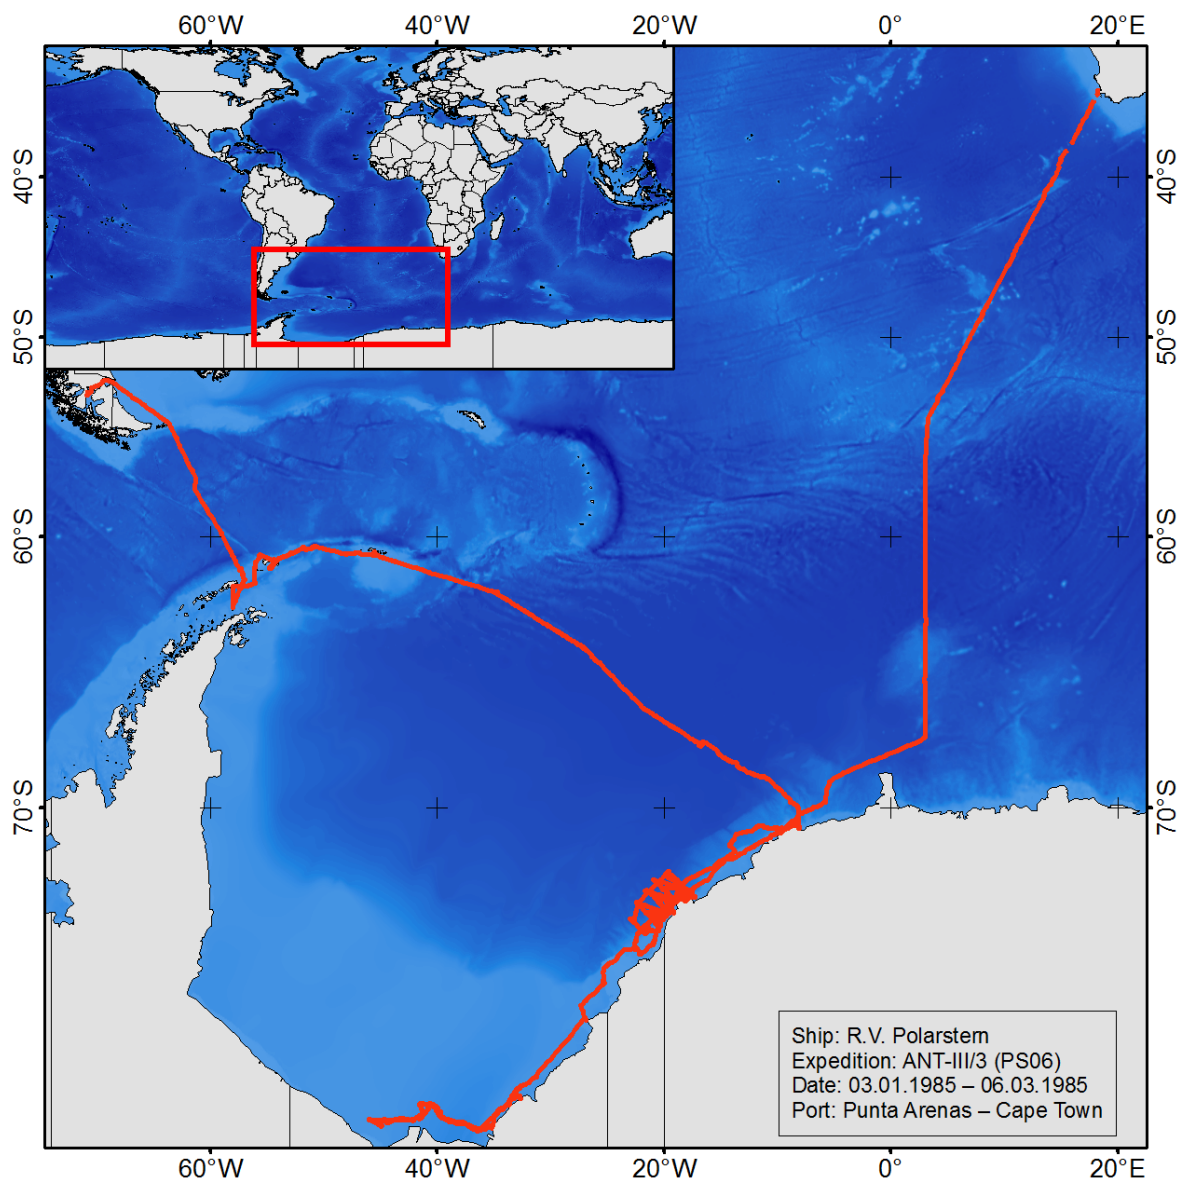 60°W 40°W 20°W 0° 20°E
40°S 40°S
50°S 50°S
60°S 60°S
70°S 70°S
Ship: R.V. Polarstern
Expedition: ANT-III/3 (PS06)
Date: 03.01.1985 – 06.03.1985
Port: Punta Arenas – Cape Town
60°W 40°W 20°W 0° 20°E